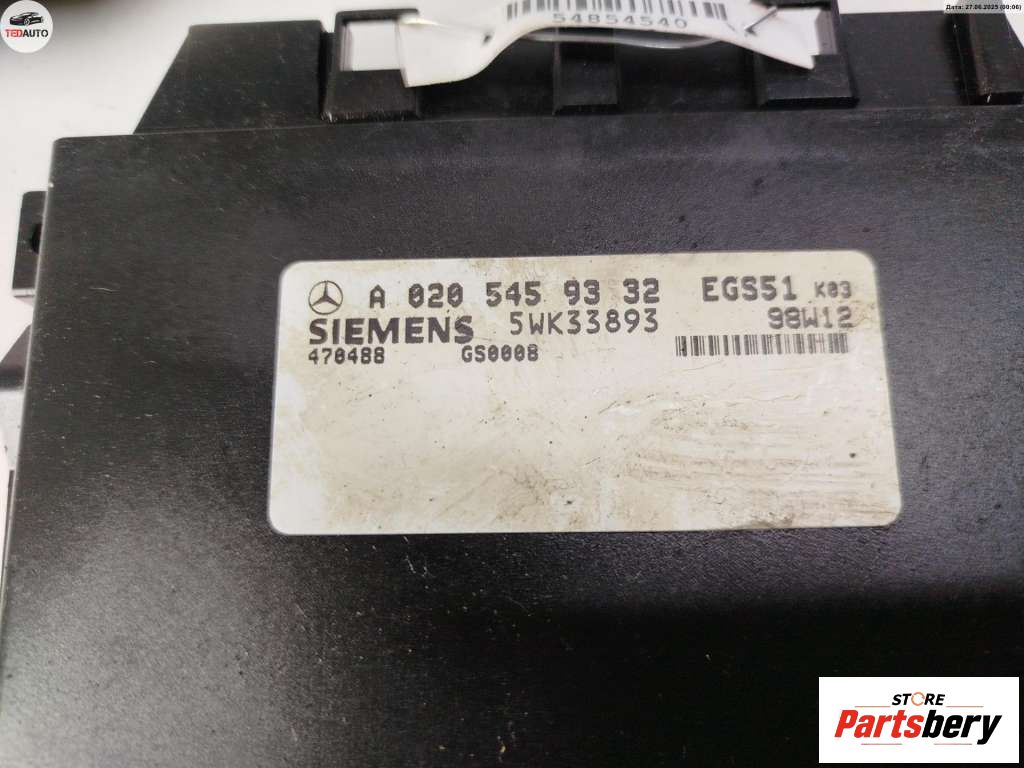 TEDAUTO
Дата: 27.06.2025 (00:06)
54854540
A 020 545 93 32 EGS51 K03
SIEMENS 5WK33893 98W12
470488 GS0008
STORE
Partsbery